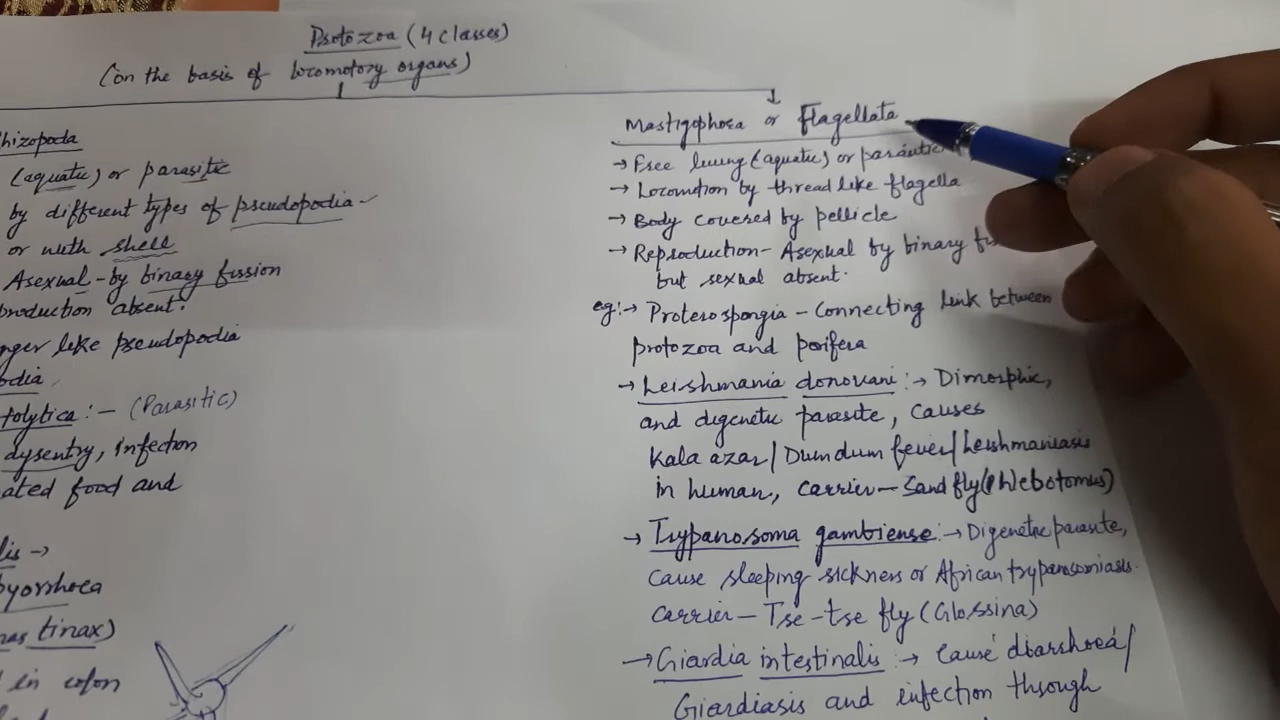 Protozoa (4 classes)
(on the basis of locomotory organs)
hizopoda
(aquatic) or parasitic
by different types of pseudopodia
or with shell
Asexual - by binary fission
production absent.
nger like pseudopodia
odia
tolytica :- (Parasitic)
dysentry, infection
ated food and
lis →
pyorrhoea
nas tinax)
in colon
Mastigophora or Flagellata
→ Free living (aquatic) or parasitic
→ Locomotion by thread like flagella
→ Body covered by pellicle
→ Reproduction - Asexual by binary
but sexual absent.
eg:→ Proterospongia - Connecting link between
protozoa and porifera
→ Leishmania donovani :→ Dimorphic,
and digenetic parasite, causes
Kala azar/ Dumdum fever/ Leishmaniasis
in human, carrier - Sand fly (Phlebotomus)
→ Trypanosoma gambiense :→ Digenetic parasite,
cause sleeping sickness or African trypanosomiasis.
carrier - Tse-tse fly (Glossina)
→ Giardia intestinalis :→ cause diarrhoea/
Giardiasis and infection through